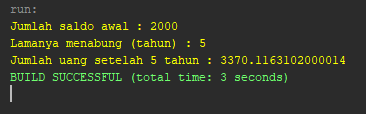 run:
Jumlah saldo awal : 2000
Lamanya menabung (tahun) : 5
Jumlah uang setelah 5 tahun : 3370.1163102000014
BUILD SUCCESSFUL (total time: 3 seconds)